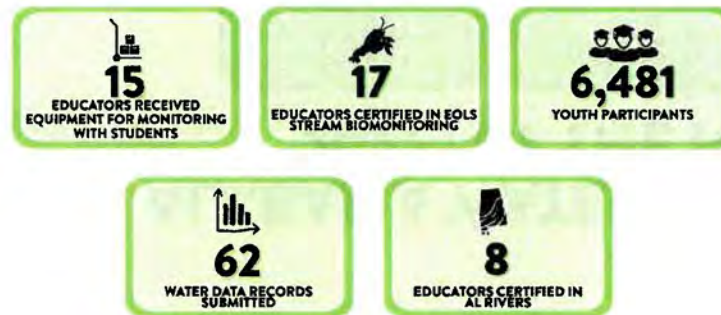 15
EDUCATORS RECEIVED
EQUIPMENT FOR MONITORING
WITH STUDENTS
17
EDUCATORS CERTIFIED IN EOLS
STREAM BIOMONITORING
6,481
YOUTH PARTICIPANTS
62
WATER DATA RECORDS
SUBMITTED
8
EDUCATORS CERTIFIED IN
AL RIVERS